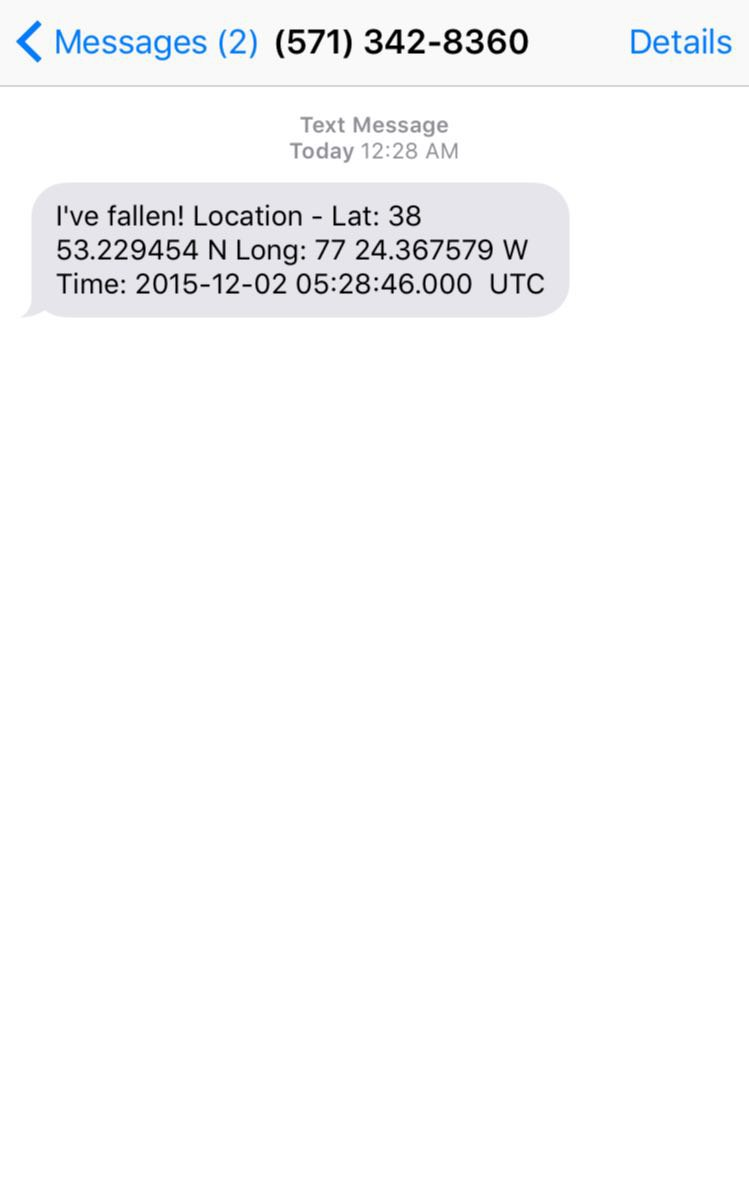 Messages (2) (571) 342-8360 Details
Text Message
Today 12:28 AM
I've fallen! Location - Lat: 38
53.229454 N Long: 77 24.367579 W
Time: 2015-12-02 05:28:46.000  UTC